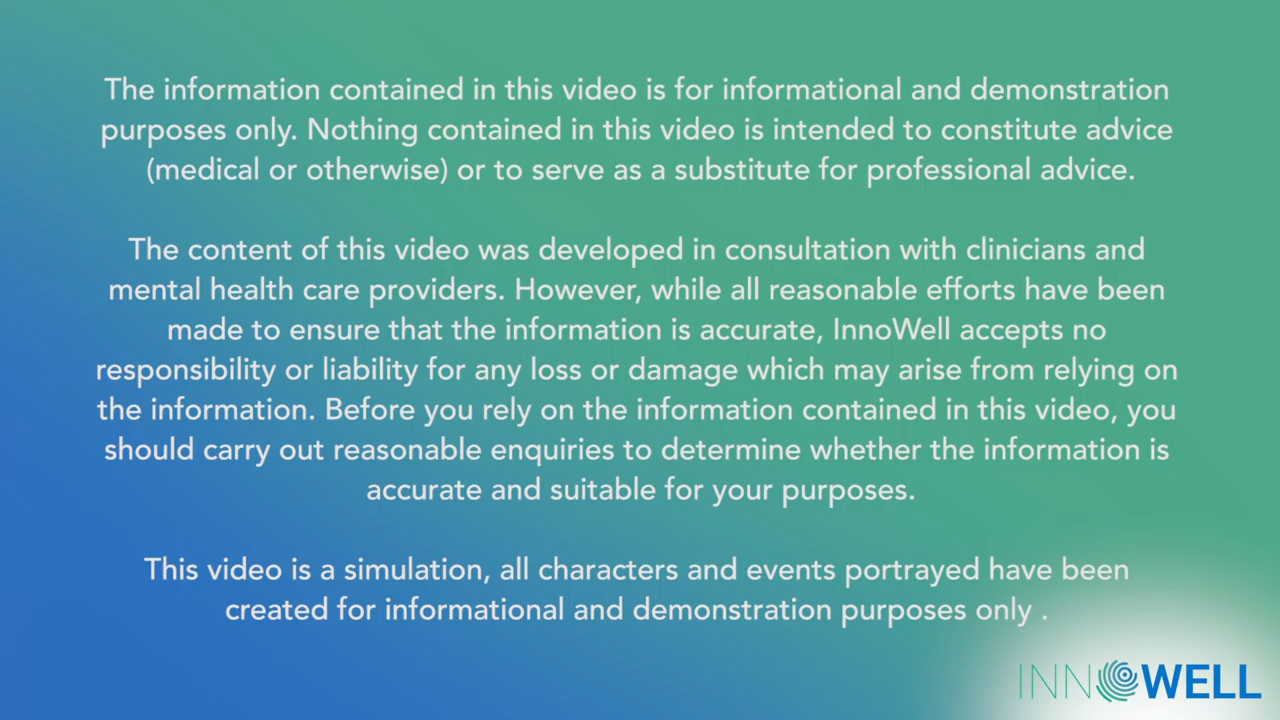 The information contained in this video is for informational and demonstration
purposes only. Nothing contained in this video is intended to constitute advice
(medical or otherwise) or to serve as a substitute for professional advice.
The content of this video was developed in consultation with clinicians and
mental health care providers. However, while all reasonable efforts have been
made to ensure that the information is accurate, InnoWell accepts no
responsibility or liability for any loss or damage which may arise from relying on
the information. Before you rely on the information contained in this video, you
should carry out reasonable enquiries to determine whether the information is
accurate and suitable for your purposes.
This video is a simulation, all characters and events portrayed have been
created for informational and demonstration purposes only .
INNOWELL